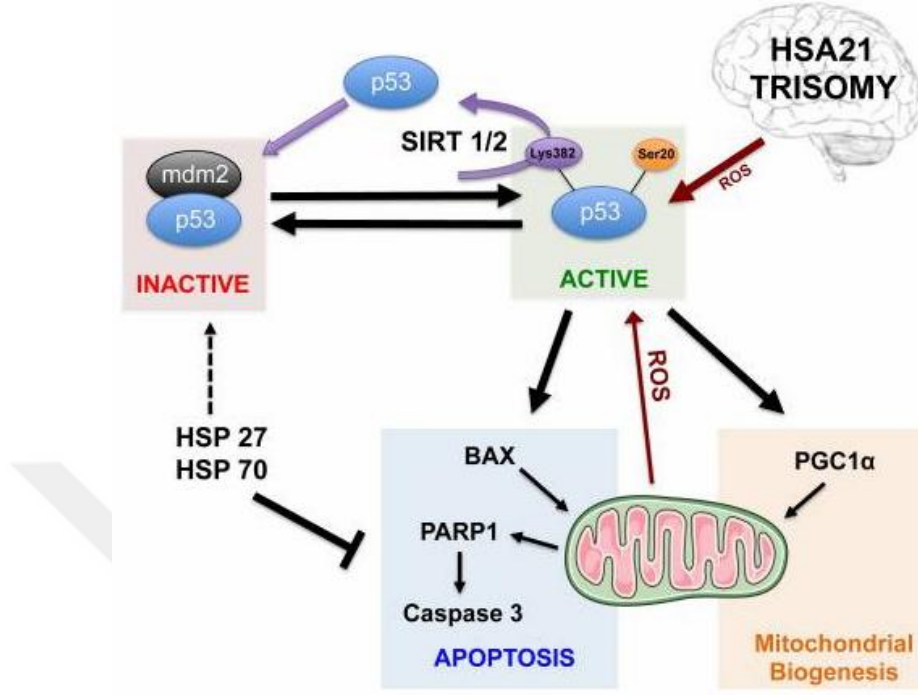 HSA21
TRISOMY
p53
SIRT 1/2
Lys382
Ser20
ROS
mdm2
p53
p53
INACTIVE
ACTIVE
ROS
HSP 27
HSP 70
BAX
PGC1α
PARP1
Caspase 3
APOPTOSIS
Mitochondrial
Biogenesis